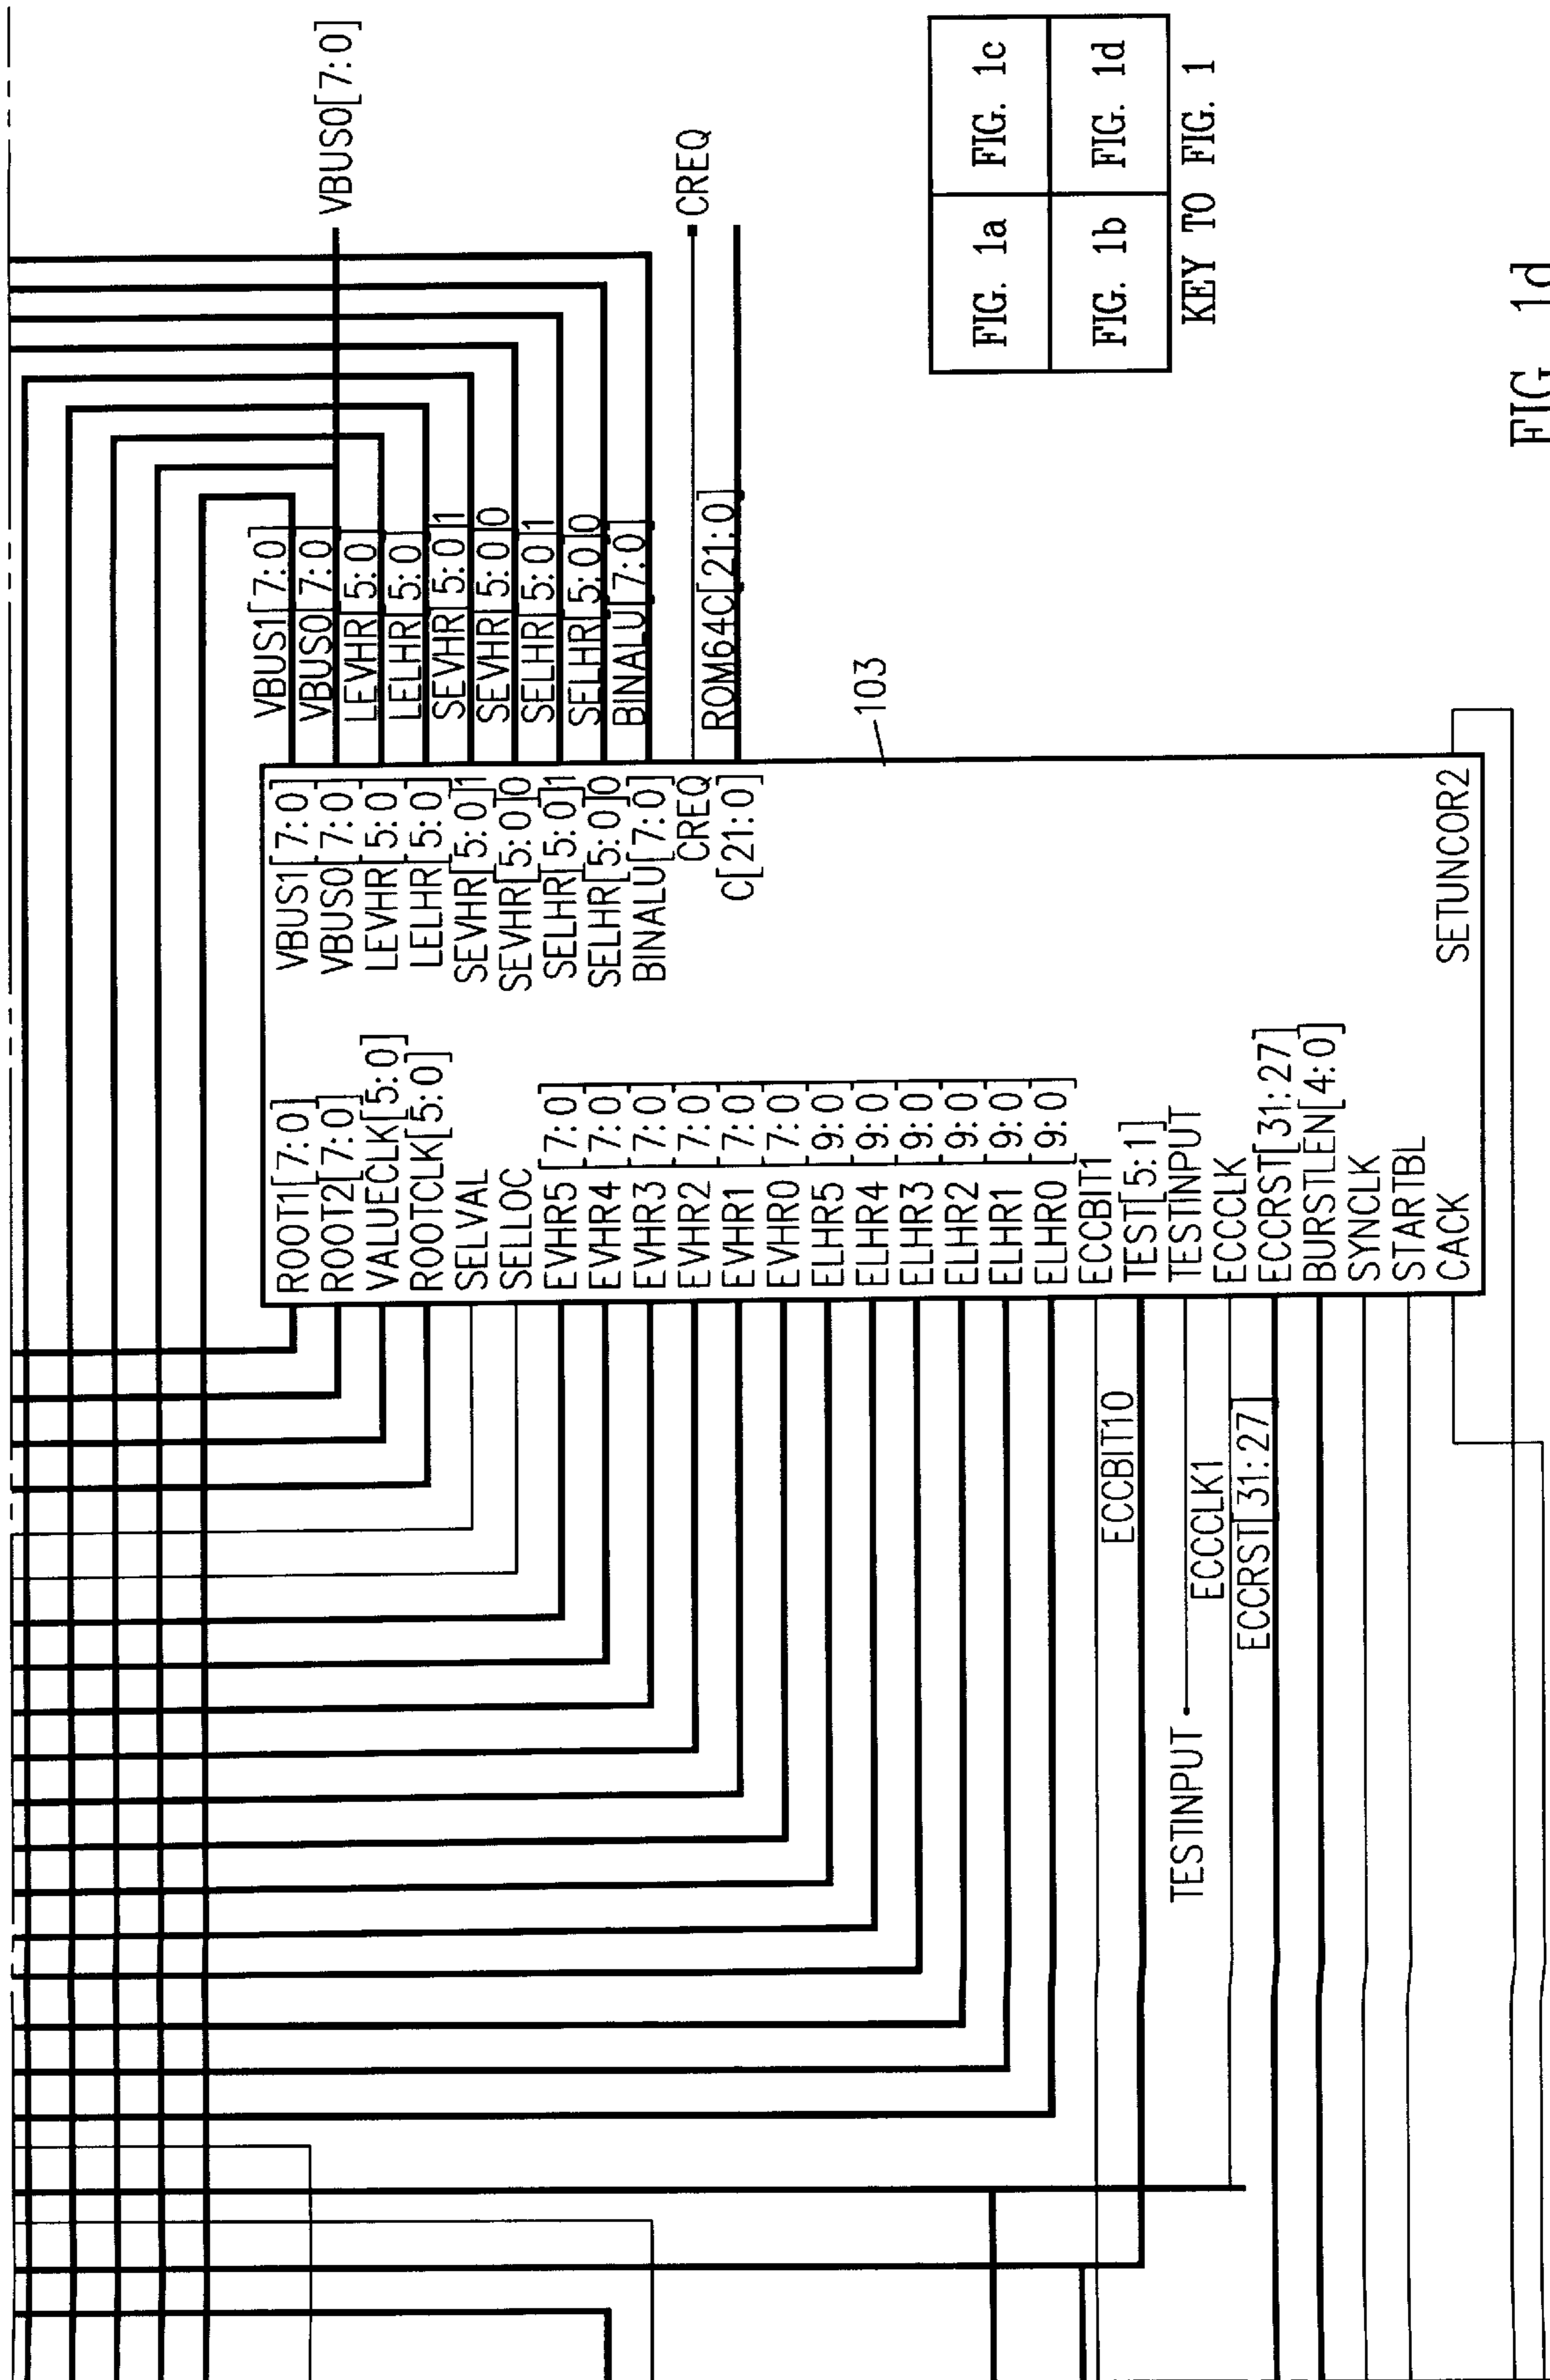 ROOT1[7:0]
ROOT2[7:0]
VALUECLK[5:0]
ROOTCLK[5:0]
SELVAL
SELLOC
EVHR5[7:0]
EVHR4[7:0]
EVHR3[7:0]
EVHR2[7:0]
EVHR1[7:0]
EVHR0[7:0]
ELHR5[9:0]
ELHR4[9:0]
ELHR3[9:0]
ELHR2[9:0]
ELHR1[9:0]
ELHR0[9:0]
ECCBIT1
TEST[5:1]
TESTINPUT
ECCCLK
ECCRST[31:27]
BURSTLEN[4:0]
SYNCLK
STARTBL
CACK
ECCBIT10
TESTINPUT
ECCCLK1
ECCRST[31:27]
VBUS1[7:0]
VBUS0[7:0]
LEVHR[5:0]
LELHR[5:0]
SEVHR[5:0]1
SEVHR[5:0]0
SELHR[5:0]1
SELHR[5:0]0
BINALU[7:0]
CREQ
C[21:0]
SETUNCOR2
VBUS1[7:0]
VBUS0[7:0]
LEVHR[5:0]
LELHR[5:0]
SEVHR[5:0]1
SEVHR[5:0]0
SELHR[5:0]1
SELHR[5:0]0
BINALU[7:0]
ROM64C[21:0]
103
VBUS0[7:0]
CREQ
FIG. 1a FIG. 1c
FIG. 1b FIG. 1d
KEY TO FIG. 1
FIG. 1d